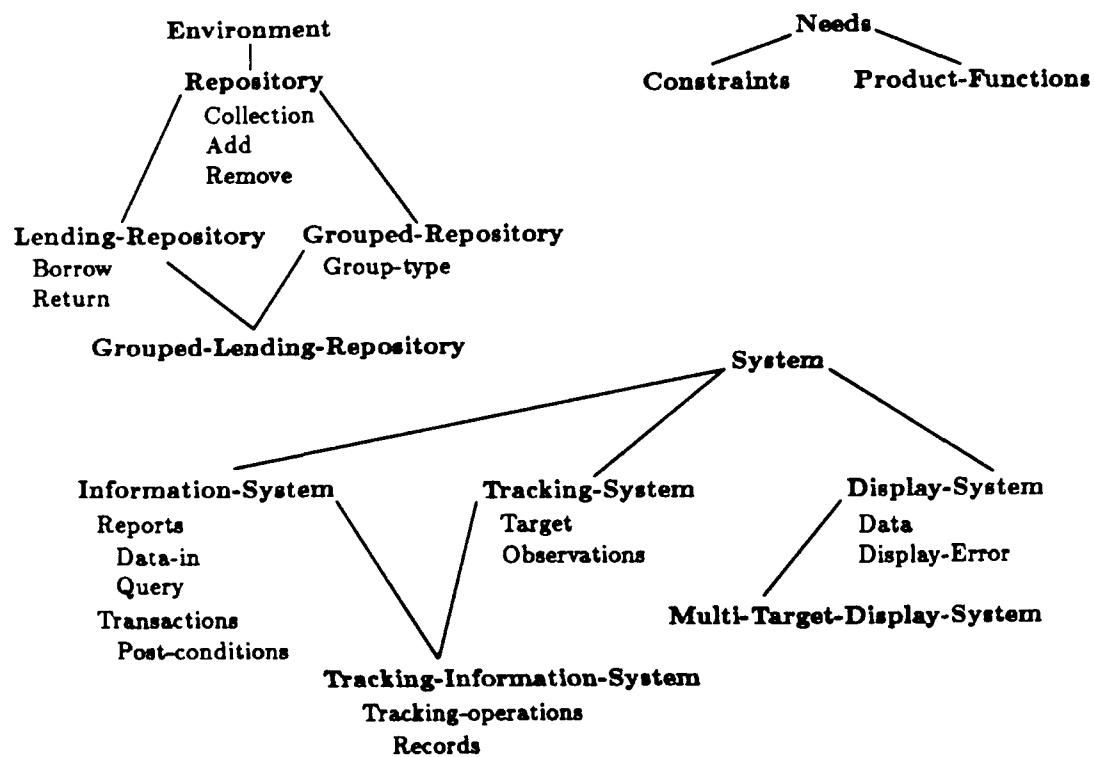 Environment
Repository
Collection
Add
Remove
Lending-Repository
Borrow
Return
Grouped-Repository
Group-type
Grouped-Lending-Repository
Needs
Constraints
Product-Functions
System
Information-System
Reports
Data-in
Query
Transactions
Post-conditions
Tracking-System
Target
Observations
Display-System
Data
Display-Error
Multi-Target-Display-System
Tracking-Information-System
Tracking-operations
Records